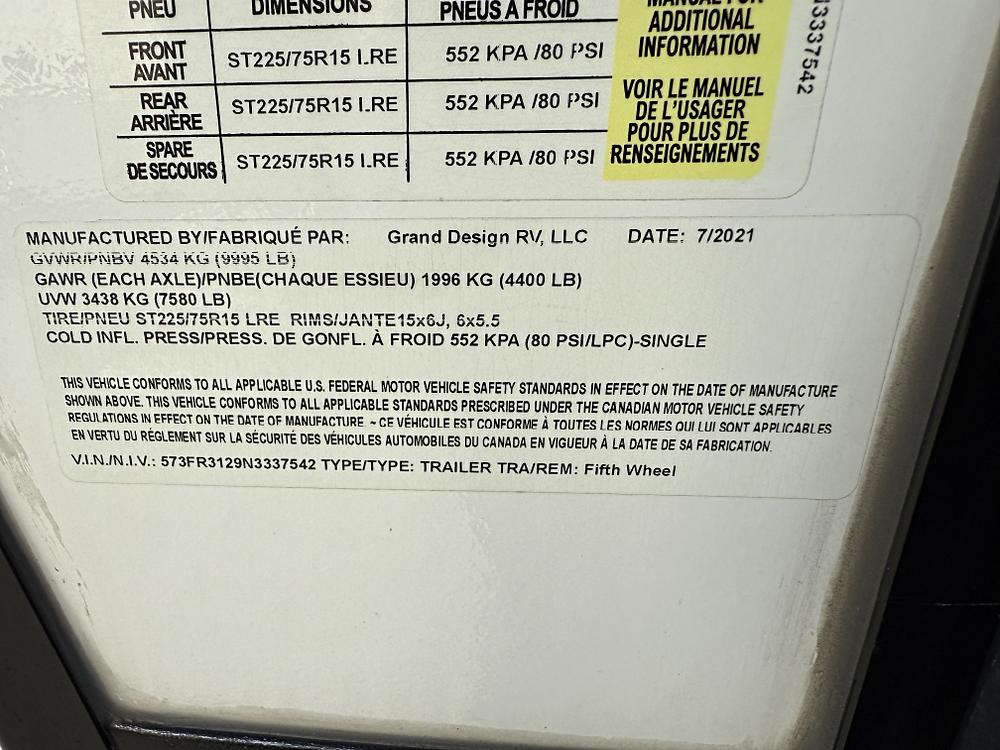 PNEU DIMENSIONS PNEUS A FROID
FRONT
AVANT
ST225/75R15 LRE 552 KPA /80 PSI
REAR
ARRIÈRE
ST225/75R15 LRE 552 KPA /80 PSI
SPARE
DE SECOURS
ST225/75R15 LRE 552 KPA /80 PSI
MANUAL FOR
ADDITIONAL
INFORMATION
VOIR LE MANUEL
DE L'USAGER
POUR PLUS DE
RENSEIGNEMENTS
3337542
MANUFACTURED BY/FABRIQUÉ PAR: Grand Design RV, LLC DATE: 7/2021
GVWR/PNBV 4534 KG (9995 LB)
GAWR (EACH AXLE)/PNBE(CHAQUE ESSIEU) 1996 KG (4400 LB)
UVW 3438 KG (7580 LB)
TIRE/PNEU ST225/75R15 LRE RIMS/JANTE15x6J, 6x5.5
COLD INFL. PRESS/PRESS. DE GONFL. À FROID 552 KPA (80 PSI/LPC)-SINGLE
THIS VEHICLE CONFORMS TO ALL APPLICABLE U.S. FEDERAL MOTOR VEHICLE SAFETY STANDARDS IN EFFECT ON THE DATE OF MANUFACTURE
SHOWN ABOVE. THIS VEHICLE CONFORMS TO ALL APPLICABLE STANDARDS PRESCRIBED UNDER THE CANADIAN MOTOR VEHICLE SAFETY
REGULATIONS IN EFFECT ON THE DATE OF MANUFACTURE. ~ CE VÉHICULE EST CONFORME À TOUTES LES NORMES QUI LUI SONT APPLICABLES
EN VERTU DU RÉGLEMENT SUR LA SÉCURITÉ DES VÉHICULES AUTOMOBILES DU CANADA EN VIGUEUR À LA DATE DE SA FABRICATION.
V.I.N./N.I.V.: 573FR3129N3337542 TYPE/TYPE: TRAILER TRA/REM: Fifth Wheel